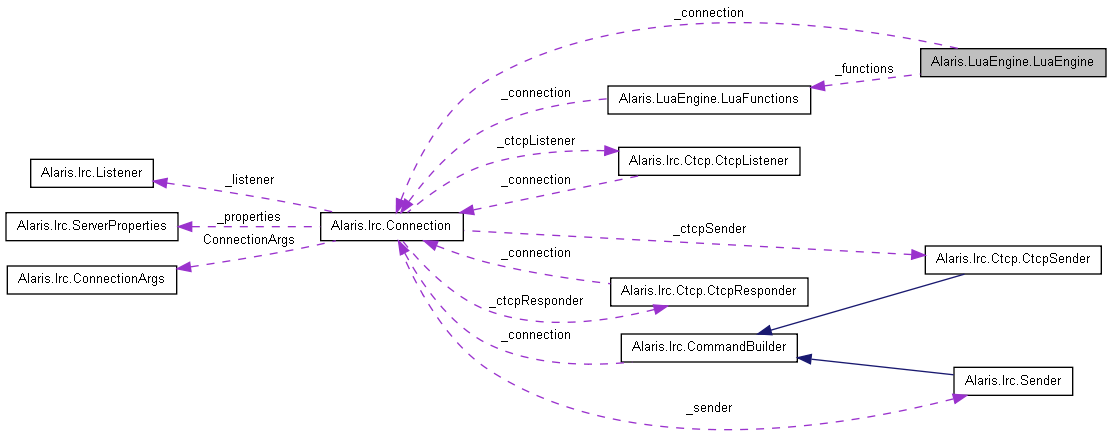 _connection
Alaris.LuaEngine.LuaEngine
_functions
_connection
Alaris.LuaEngine.LuaFunctions
_ctcpListener
Alaris.Irc.Ctcp.CtcpListener
Alaris.Irc.Listener
_listener
_connection
_properties
Alaris.Irc.ServerProperties
Alaris.Irc.Connection
_ctcpSender
ConnectionArgs
_connection
Alaris.Irc.Ctcp.CtcpSender
Alaris.Irc.ConnectionArgs
Alaris.Irc.Ctcp.CtcpResponder
_ctcpResponder
_connection
Alaris.Irc.CommandBuilder
Alaris.Irc.Sender
_sender